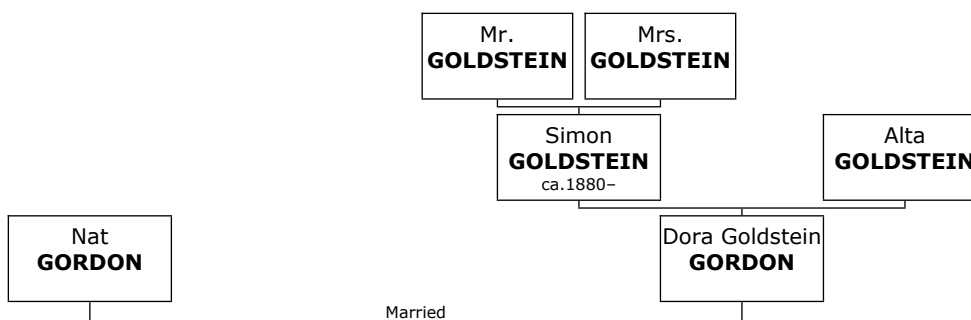 Mr.
GOLDSTEIN
Mrs.
GOLDSTEIN
Simon
GOLDSTEIN
ca.1880–
Alta
GOLDSTEIN
Nat
GORDON
Dora Goldstein
GORDON
Married